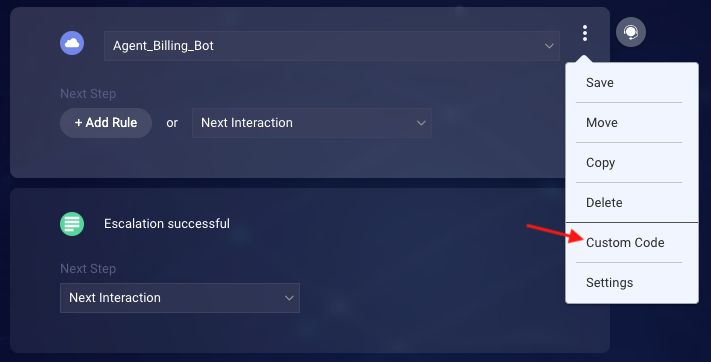 Agent_Billing_Bot
Next Step
+ Add Rule or Next Interaction
Save
Move
Copy
Delete
Custom Code
Settings
Escalation successful
Next Step
Next Interaction